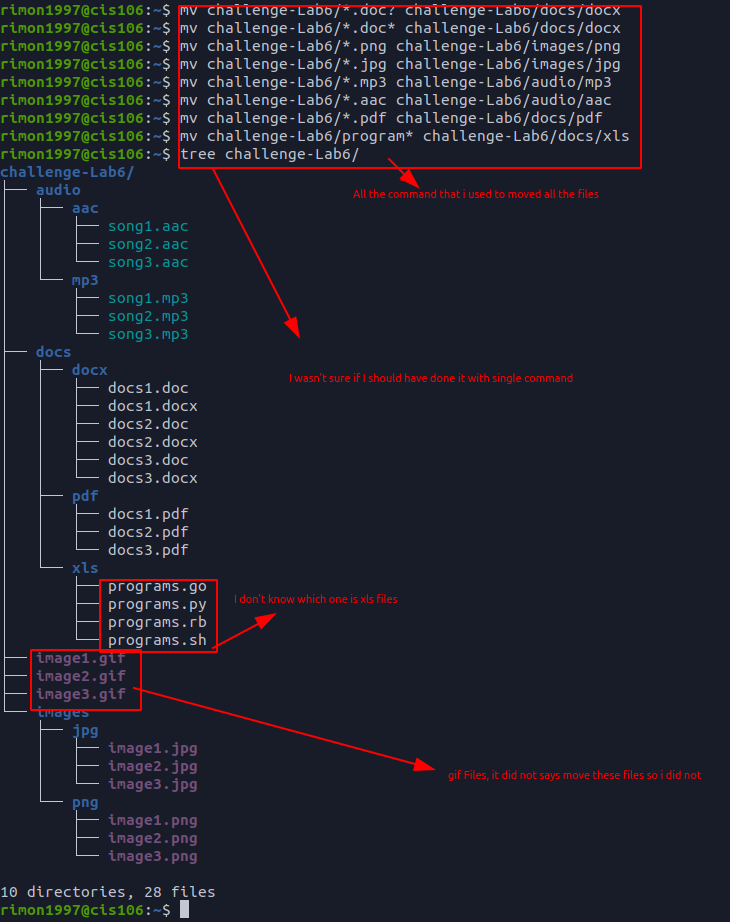 rimon1997@cis106:~$ mv challenge-Lab6/*.doc? challenge-Lab6/docs/docx
rimon1997@cis106:~$ mv challenge-Lab6/*.doc* challenge-Lab6/docs/docx
rimon1997@cis106:~$ mv challenge-Lab6/*.png challenge-Lab6/images/png
rimon1997@cis106:~$ mv challenge-Lab6/*.jpg challenge-Lab6/images/jpg
rimon1997@cis106:~$ mv challenge-Lab6/*.mp3 challenge-Lab6/audio/mp3
rimon1997@cis106:~$ mv challenge-Lab6/*.aac challenge-Lab6/audio/aac
rimon1997@cis106:~$ mv challenge-Lab6/*.pdf challenge-Lab6/docs/pdf
rimon1997@cis106:~$ mv challenge-Lab6/program* challenge-Lab6/docs/xls
rimon1997@cis106:~$ tree challenge-Lab6/
challenge-Lab6/
audio
All the command that i used to moved all the files
aac
song1.aac
song2.aac
song3.aac
mp3
song1.mp3
song2.mp3
song3.mp3
docs
docx
I wasn't sure if I should have done it with single command
docs1.doc
docs1.docx
docs2.doc
docs2.docx
docs3.doc
docs3.docx
pdf
docs1.pdf
docs2.pdf
docs3.pdf
xls
programs.go
I don't know which one is xls files
programs.py
programs.rb
programs.sh
image1.gif
image2.gif
image3.gif
images
jpg
image1.jpg
image2.jpg
gif Files, it did not says move these files so i did not
image3.jpg
png
image1.png
image2.png
image3.png
10 directories, 28 files
rimon1997@cis106:~$